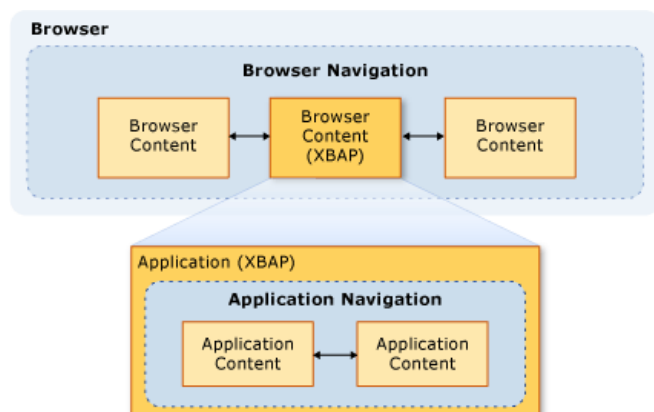 Browser
Browser Navigation
Browser
Content
Browser
Content
(XBAP)
Browser
Content
Application (XBAP)
Application Navigation
Application
Content
Application
Content